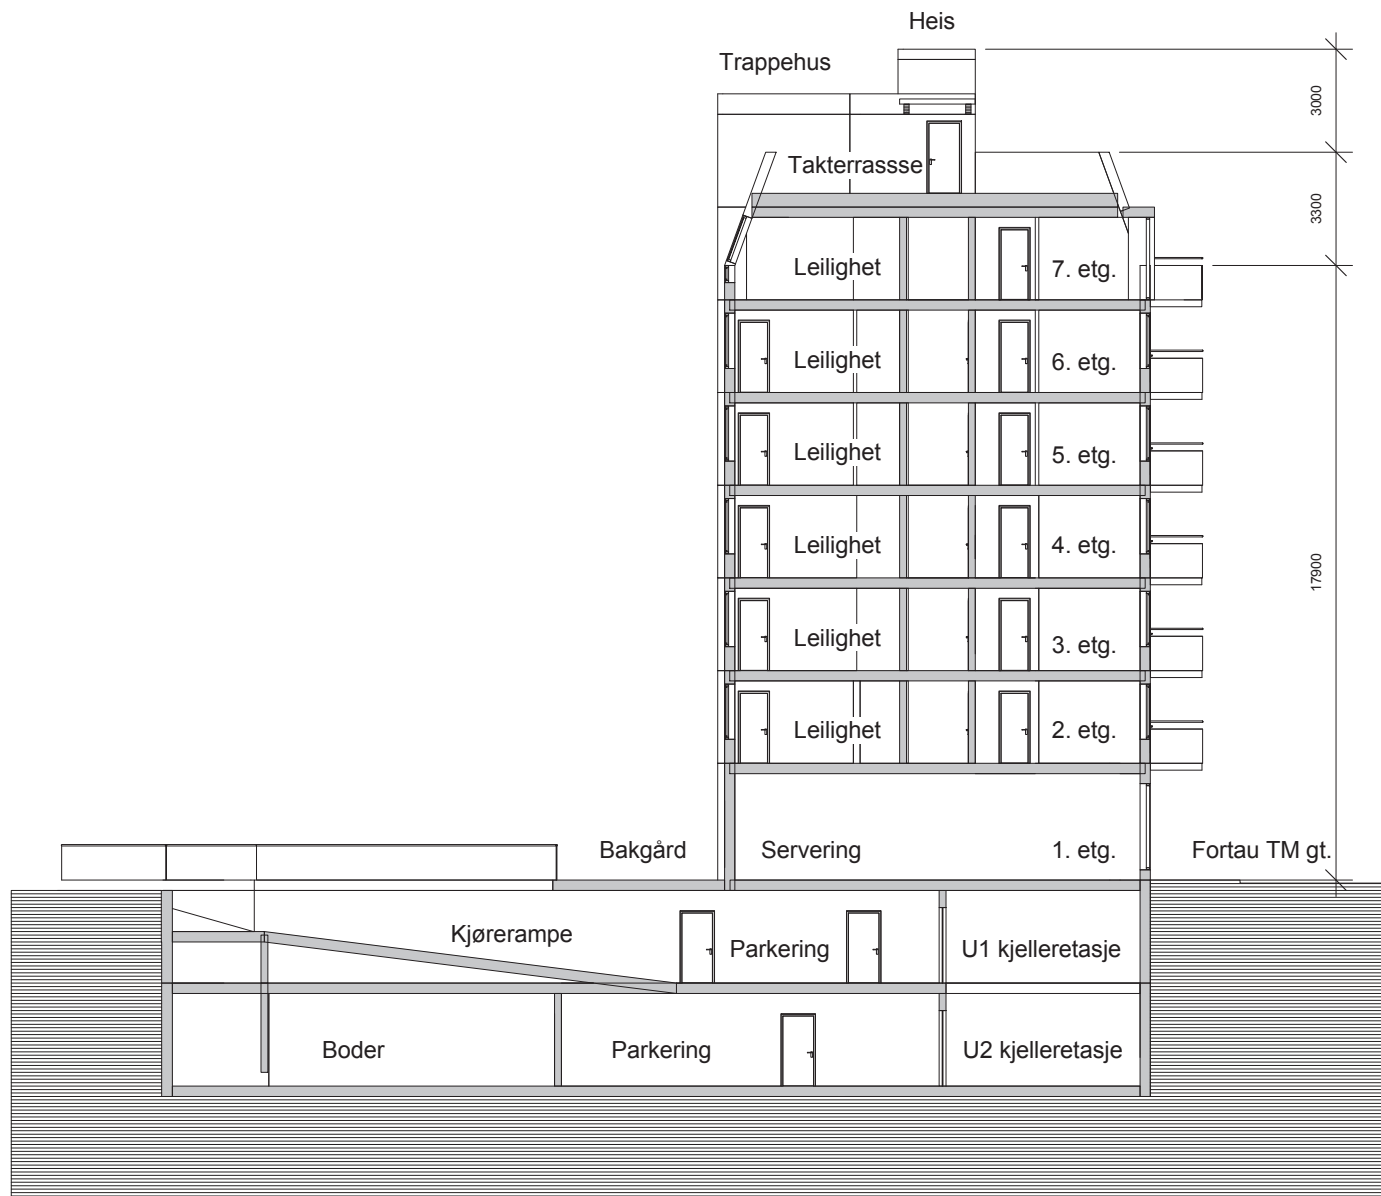 Heis
Trappehus
3000
Takterrassse
3300
Leilighet 7. etg.
Leilighet 6. etg.
Leilighet 5. etg.
Leilighet 4. etg.
17900
Leilighet 3. etg.
Leilighet 2. etg.
Bakgård Servering 1. etg. Fortau TM gt.
Kjørerampe Parkering U1 kjelleretasje
Boder Parkering U2 kjelleretasje